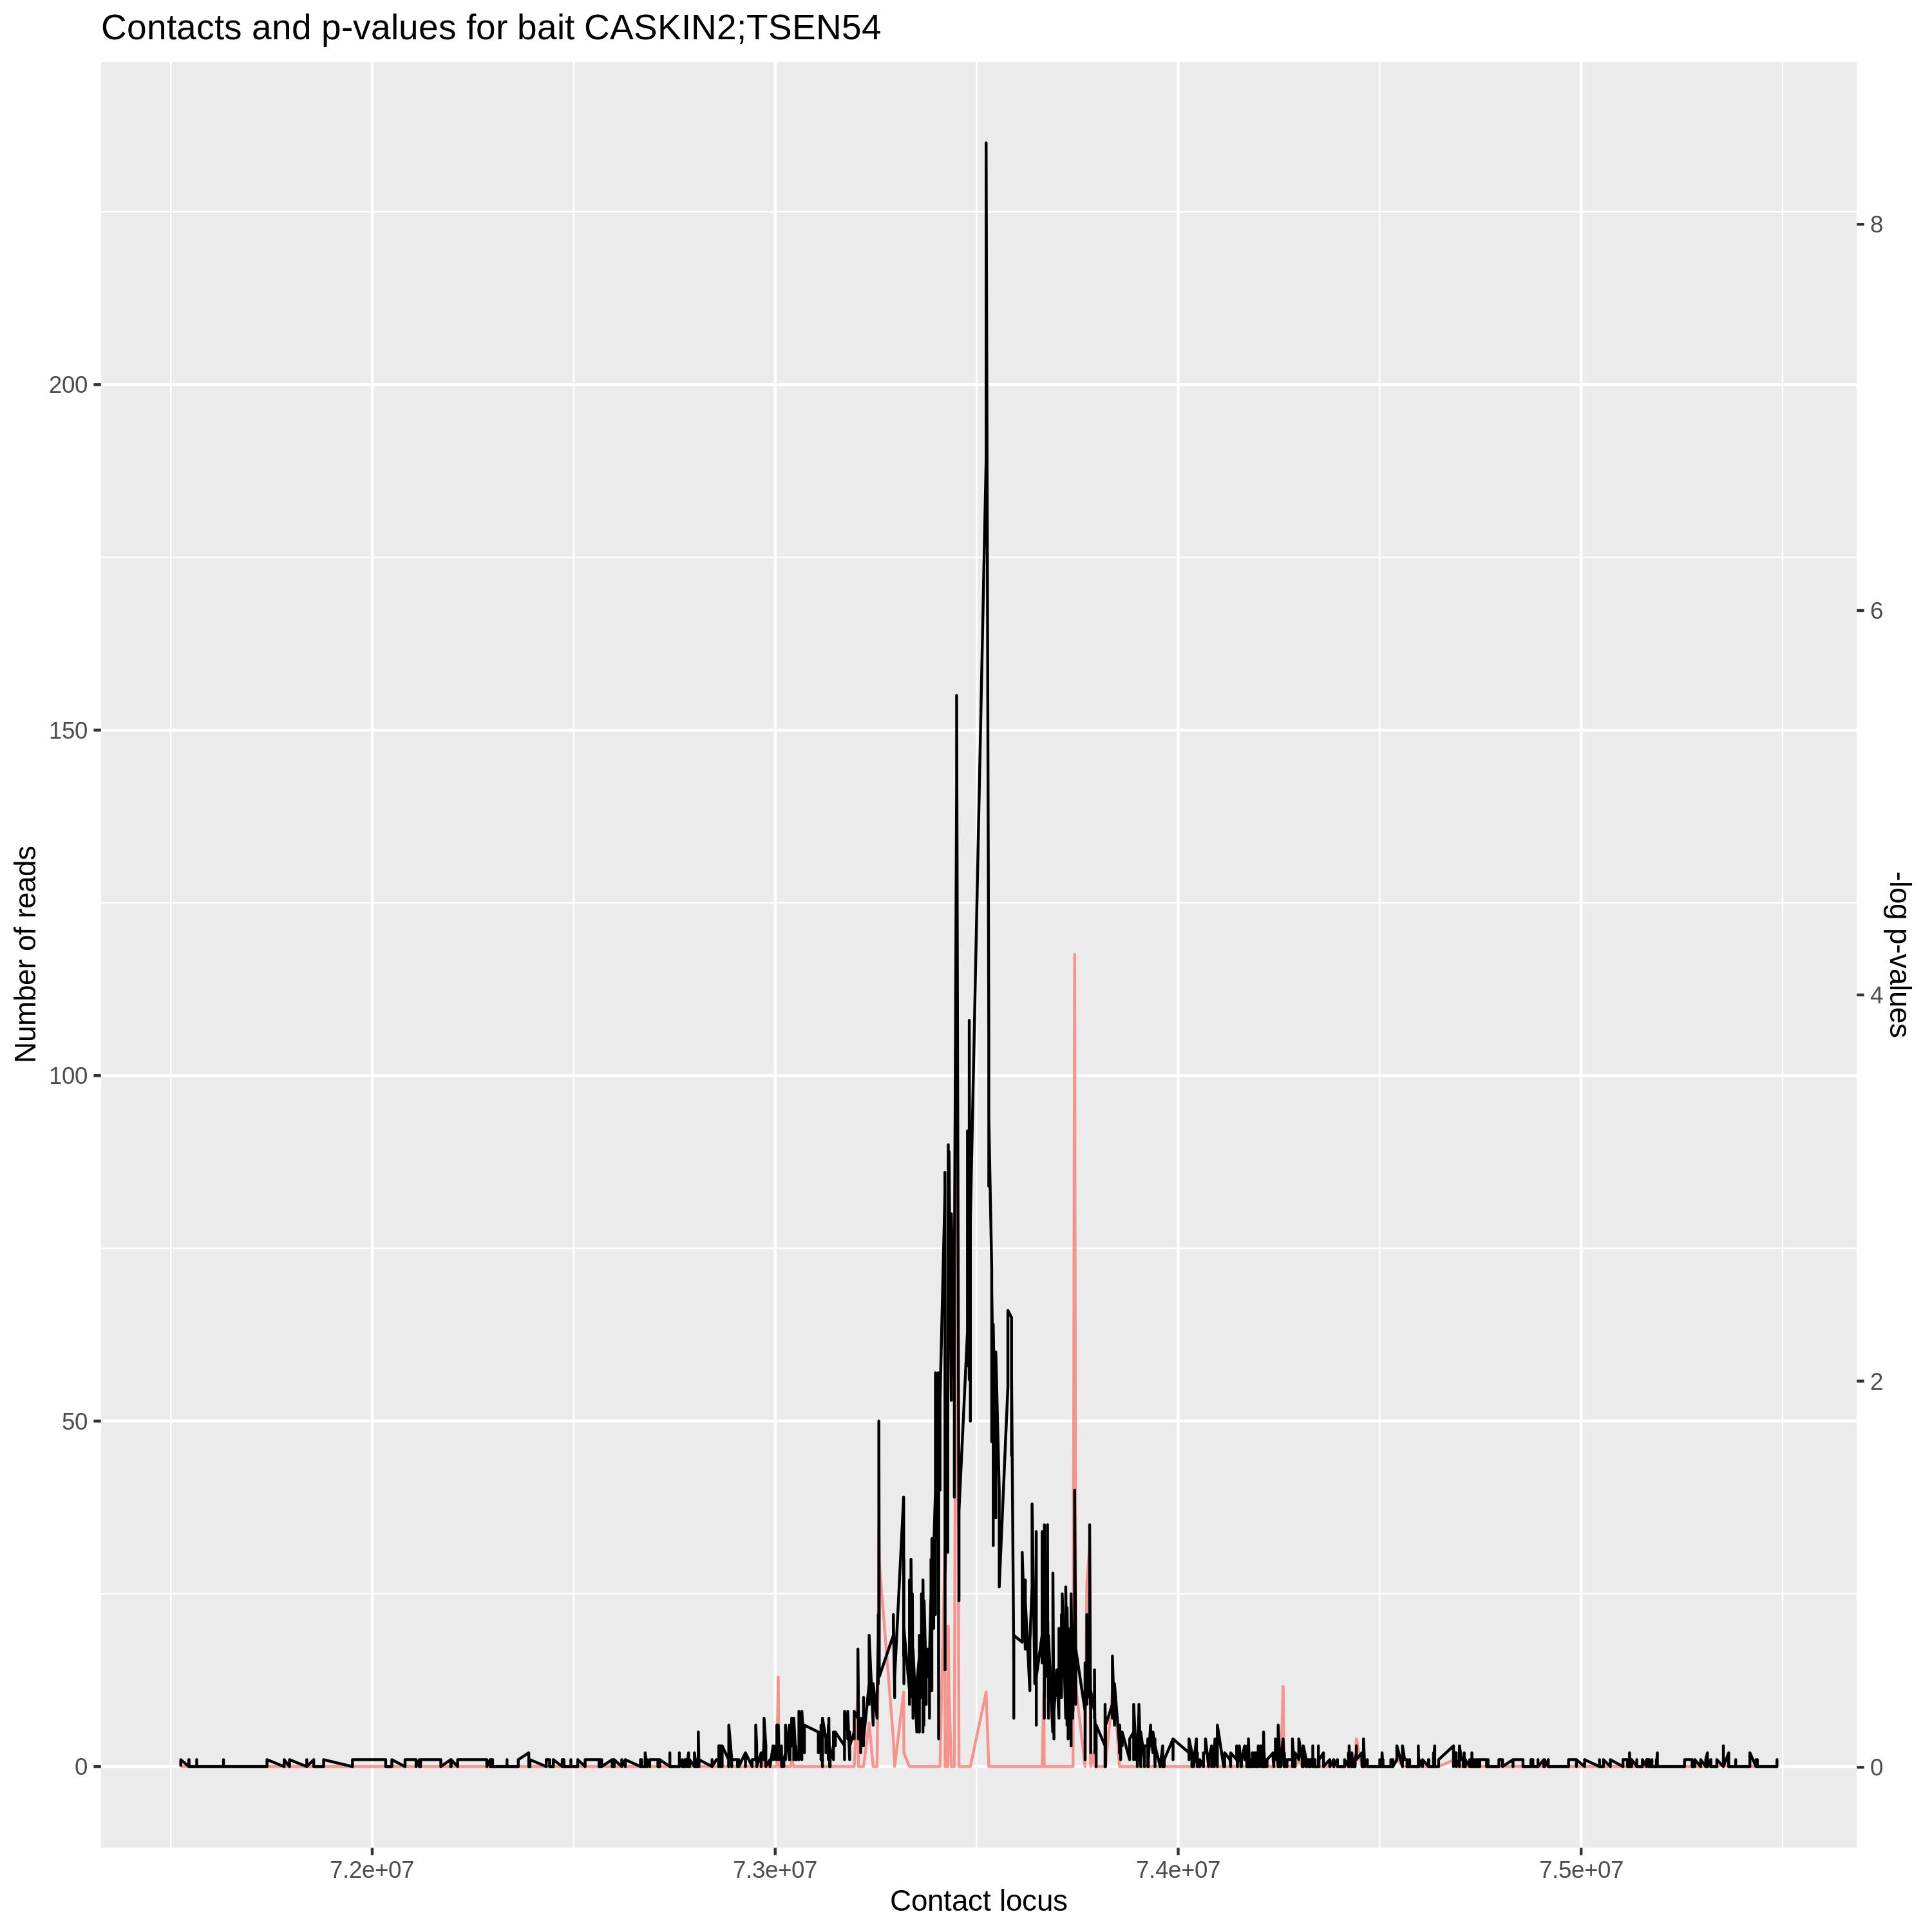 Contacts and p-values for bait CASKIN2;TSEN54
Number of reads
200
150
100
50
0
8
6
4
2
0
-log p-values
7.2e+07
7.3e+07
7.4e+07
7.5e+07
Contact locus